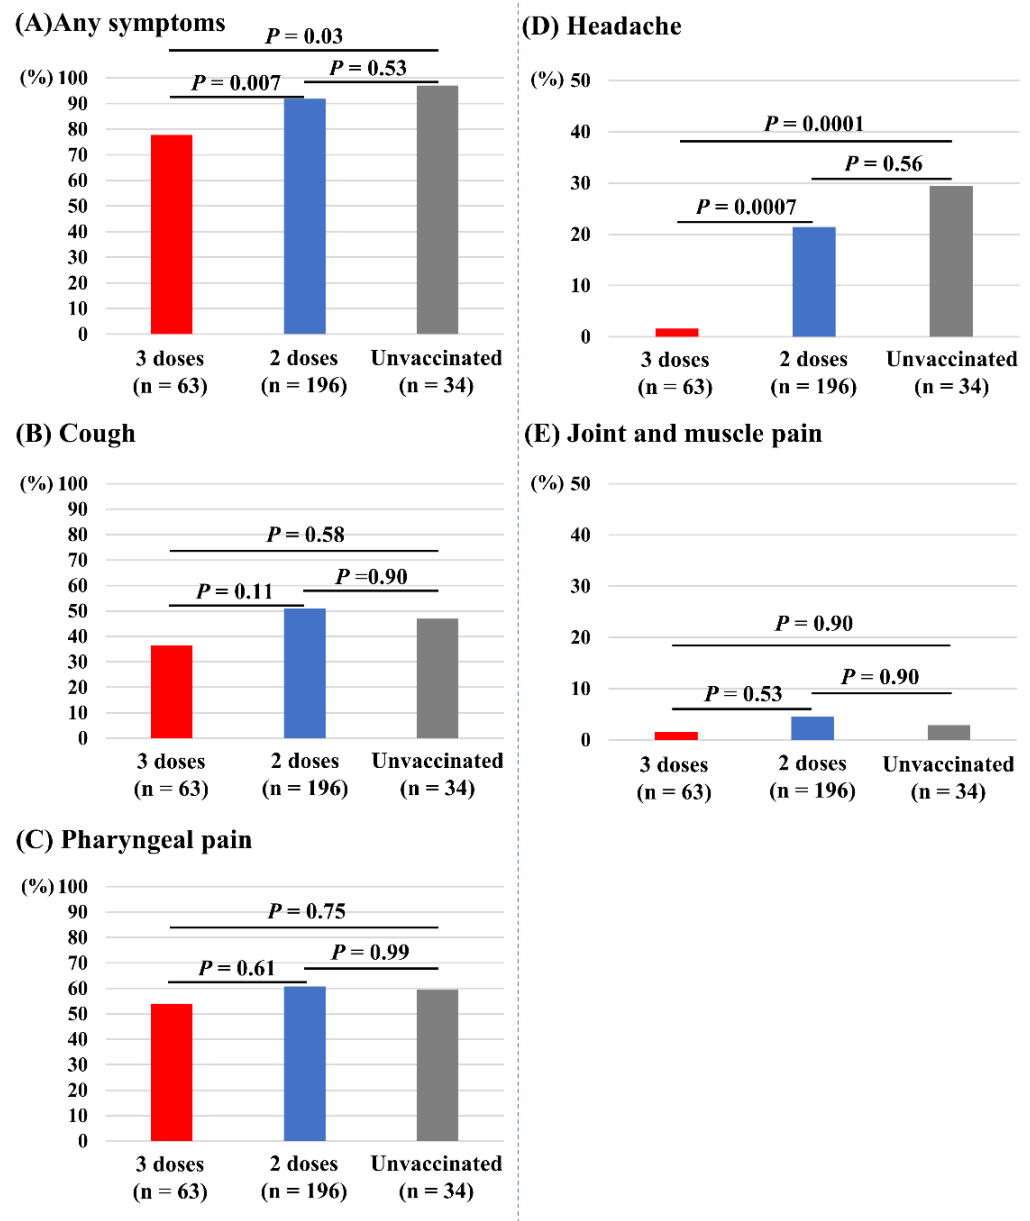 (A)Any symptoms
P = 0.03
P = 0.53
P = 0.007
(%) 100
90
80
70
60
50
40
30
20
10
0
3 doses 2 doses Unvaccinated
(n = 63) (n = 196) (n = 34)
(B) Cough
(%) 100
90
80
70
60
50
40
30
20
10
0
P = 0.58
P =0.90
P = 0.11
3 doses 2 doses Unvaccinated
(n = 63) (n = 196) (n = 34)
(C) Pharyngeal pain
(%) 100
90
80
70
60
50
40
30
20
10
0
P = 0.75
P = 0.99
P = 0.61
3 doses 2 doses Unvaccinated
(n = 63) (n = 196) (n = 34)
(D) Headache
(%) 50
40
30
20
10
0
P = 0.0001
P = 0.56
P = 0.0007
3 doses 2 doses Unvaccinated
(n = 63) (n = 196) (n = 34)
(E) Joint and muscle pain
(%) 50
40
30
20
10
0
P = 0.90
P = 0.90
P = 0.53
3 doses 2 doses Unvaccinated
(n = 63) (n = 196) (n = 34)